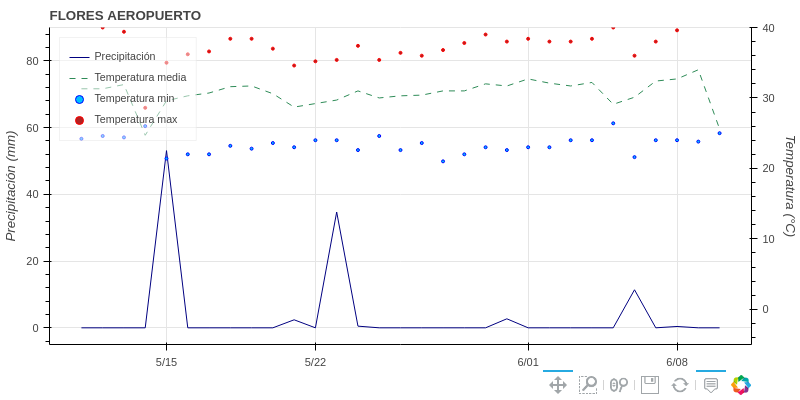 FLORES AEROPUERTO
Precipitación
Temperatura media
Temperatura min
Temperatura max
Precipitación (mm)
80
60
40
20
0
Temperatura (°C)
40
30
20
10
0
5/15
5/22
6/01
6/08